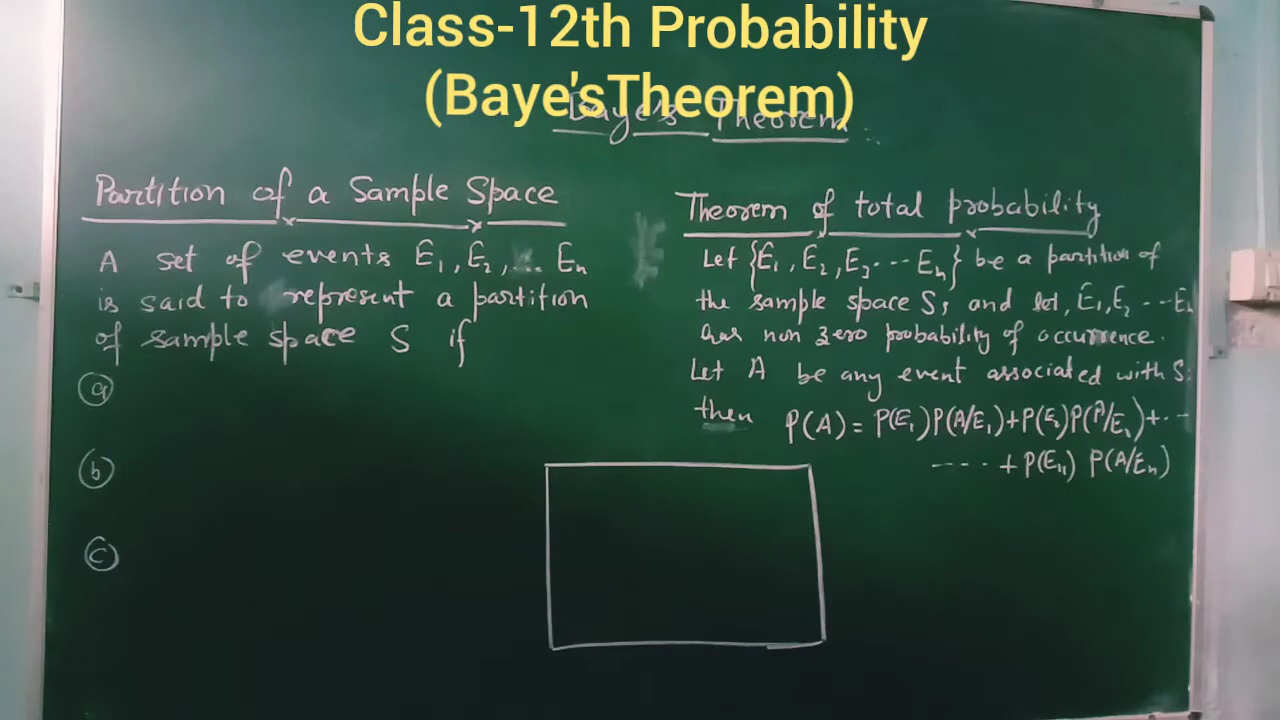 Class-12th Probability
(Baye'sTheorem)
Baye's Theorem
Partition of a Sample Space
A set of events E1, E2, ... En
is said to represent a partition
of sample space S if
(a)
(b)
(c)
Theorem of total probability
Let {E1, E2, E3 ... En} be a partition of
the sample space S, and let, E1, E2 ... En
has non zero probability of occurrence.
Let A be any event associated with S:
then P(A) = P(E1)P(A/E1)+P(E2)P(A/E2)+...
..... + P(En) P(A/En)